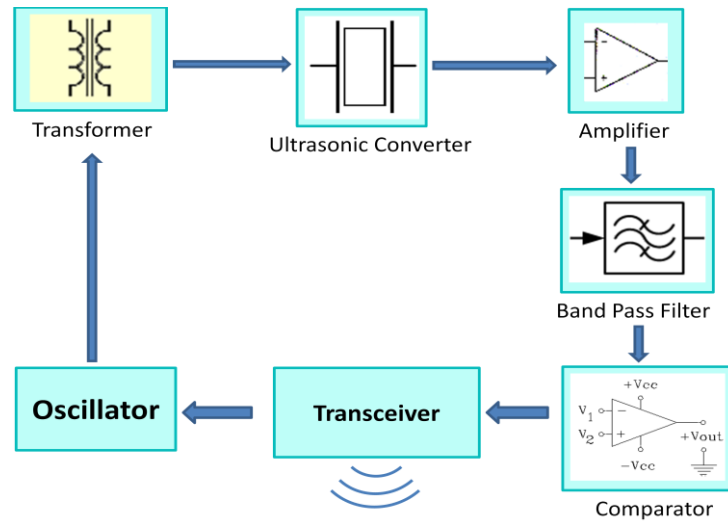 Transformer
Ultrasonic Converter
Amplifier
Band Pass Filter
Oscillator
Transceiver
+Vcc
V1
V2
+Vout
−Vcc
Comparator